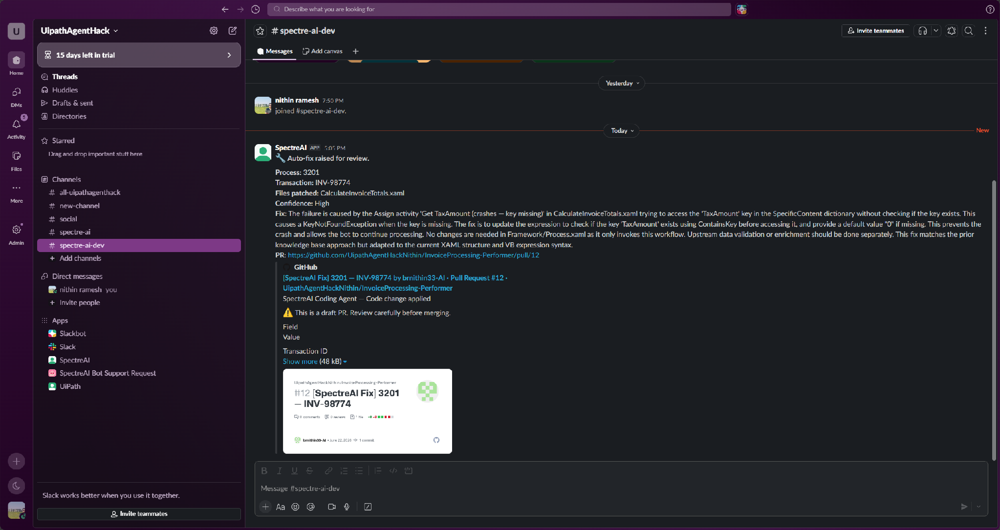 Describe what you are looking for
U
UipathAgentHack
15 days left in trial
Home
DMs
5
Activity
Files
More
Admin
Threads
Huddles
Drafts & sent
Directories
Starred
Drag and drop important stuff here
Channels
# all-uipathagenthack
# new-channel
# social
# spectre-ai
# spectre-ai-dev
+ Add channels
Direct messages
nithin ramesh you
+ Invite people
Apps
Slackbot
Slack
SpectreAI
SpectreAI Bot Support Request
UiPath
Slack works better when you use it together.
Invite teammates
# spectre-ai-dev
Invite teammates
Messages
Add canvas
Yesterday
nithin ramesh 7:50 PM
joined #spectre-ai-dev.
Today
New
SpectreAI APP 5:05 PM
🔧 Auto-fix raised for review.
Process: 3201
Transaction: INV-98774
Files patched: CalculateInvoiceTotals.xaml
Confidence: High
Fix: The failure is caused by the Assign activity 'Get TaxAmount (crashes — key missing)' in CalculateInvoiceTotals.xaml trying to access the 'TaxAmount' key in the SpecificContent dictionary without checking if the key exists. This
causes a KeyNotFoundException when the key is missing. The fix is to update the expression to check if the key 'TaxAmount' exists using ContainsKey before accessing it, and provide a default value "0" if missing. This prevents the
crash and allows the bot to continue processing. No changes are needed in Framework/Process.xaml as it only invokes this workflow. Upstream data validation or enrichment should be done separately. This fix matches the prior
knowledge base approach but adapted to the current XAML structure and VB expression syntax.
PR: https://github.com/UipathAgentHackNithin/InvoiceProcessing-Performer/pull/12
GitHub
[SpectreAI Fix] 3201 — INV-98774 by brnithin33-AI · Pull Request #12 ·
UipathAgentHackNithin/InvoiceProcessing-Performer
SpectreAI Coding Agent — Code change applied
⚠️ This is a draft PR. Review carefully before merging.
Field
Value
Transaction ID
Show more (48 kB)
UipathAgentHackNithin/InvoiceProcessing-Performer
#12 [SpectreAI Fix] 3201
— INV-98774
0 comments 0 reviews 1 file
brnithin33-AI • June 22, 2026 1 commit
Message #spectre-ai-dev
Aa